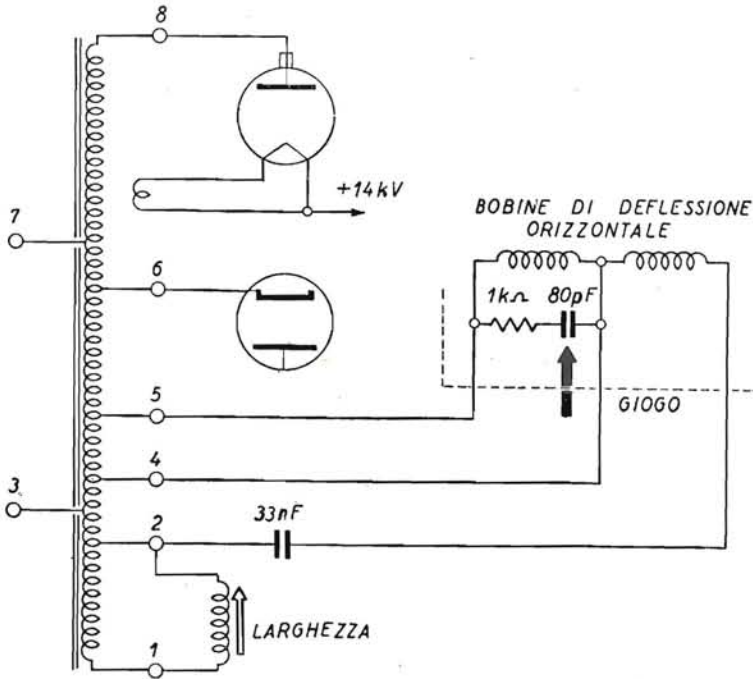 8
+14kV
7
BOBINE DI DEFLESSIONE
ORIZZONTALE
6
1kΩ 80pF
5
GIOGO
4
3
33nF
2
LARGHEZZA
1